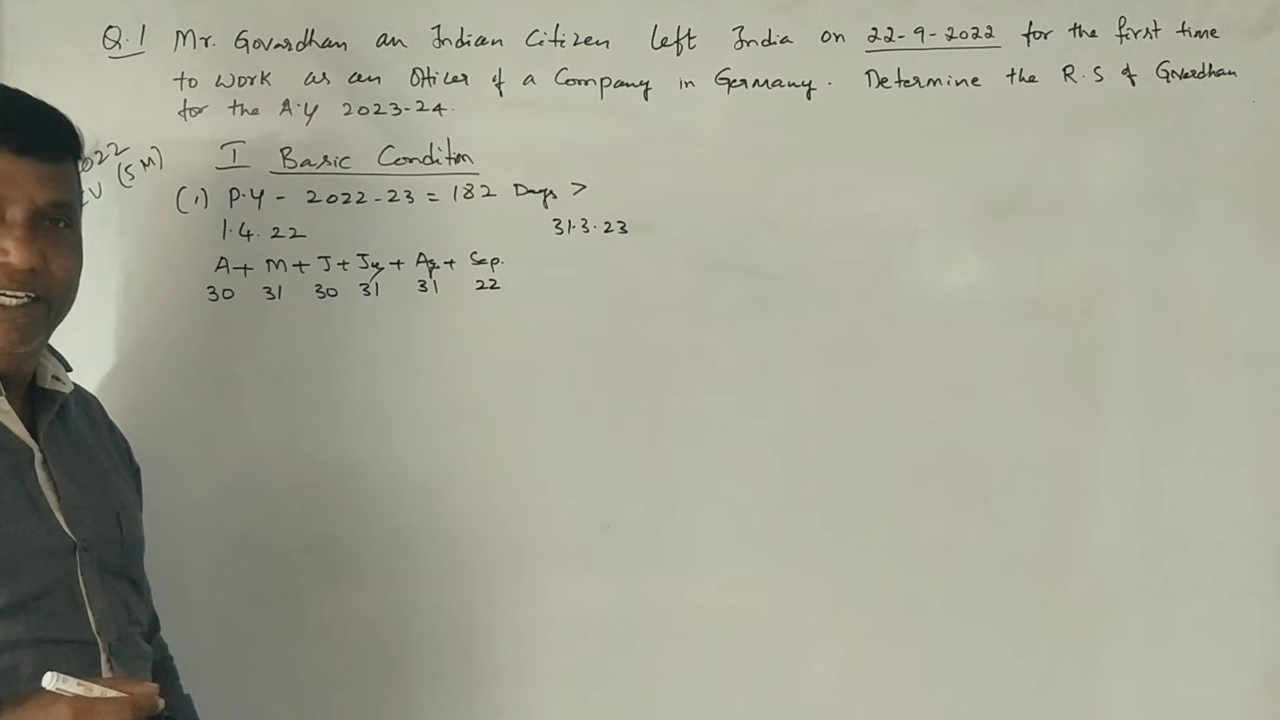 Q.1 Mr. Govardhan an Indian Citizen left India on 22-9-2022 for the first time
to work as an Officer of a Company in Germany. Determine the R.S of Govardhan
for the A.Y 2023-24.
2022
(5M)
I Basic Condition
(1) P.Y - 2022-23 = 182 Days >
1.4.22 31.3.23
A + M + J + Jy + Ag + Sep.
30 31 30 31 31 22